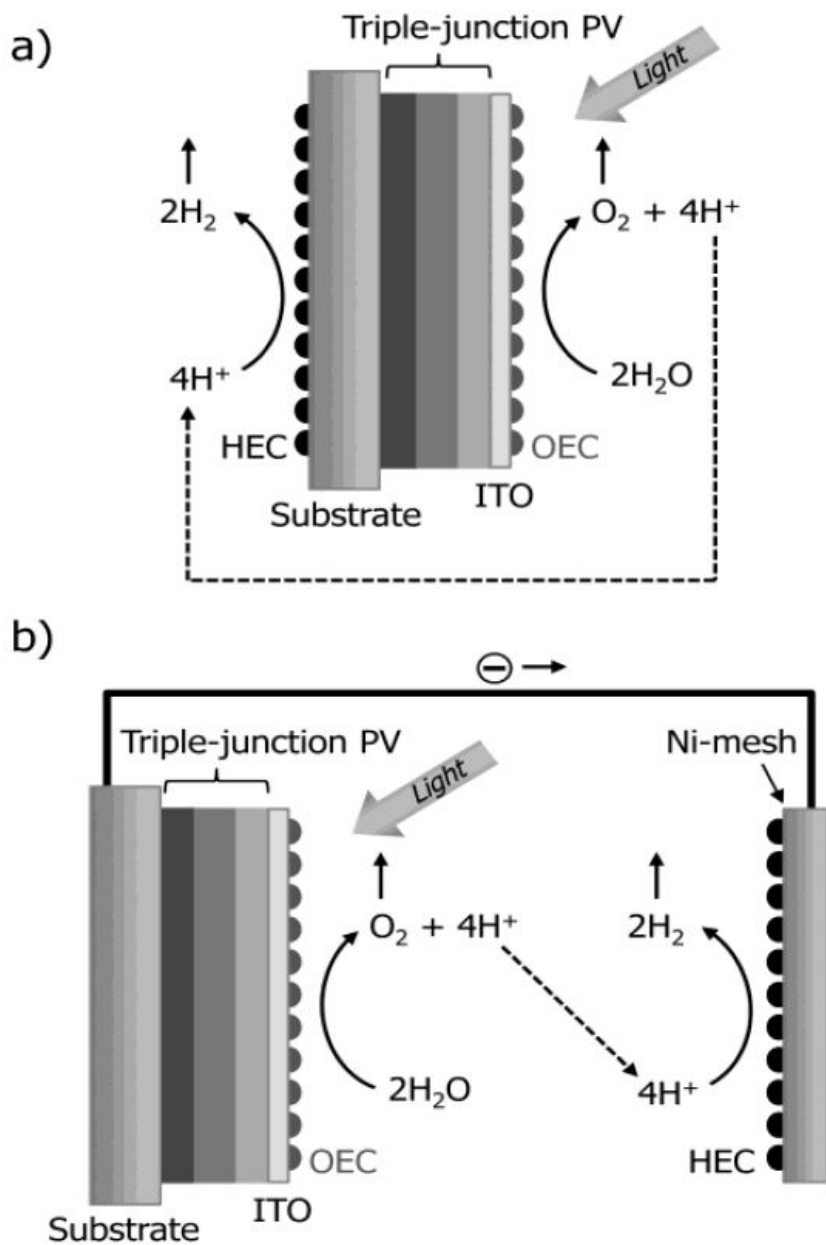 a)
Triple-junction PV
Light
2H₂
O₂ + 4H⁺
4H⁺
2H₂O
HEC
OEC
ITO
Substrate
b)
⊖
Triple-junction PV
Ni-mesh
Light
O₂ + 4H⁺
2H₂
2H₂O
4H⁺
OEC
HEC
ITO
Substrate